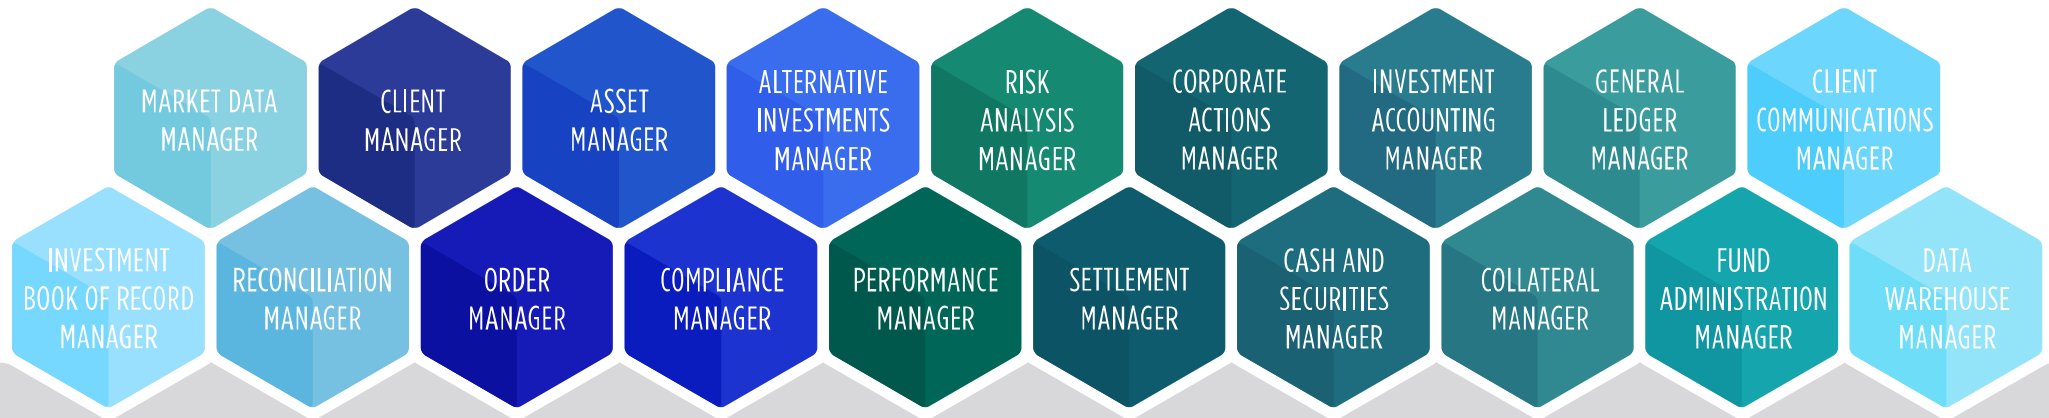 MARKET DATA
MANAGER
CLIENT
MANAGER
ASSET
MANAGER
ALTERNATIVE
INVESTMENTS
MANAGER
RISK
ANALYSIS
MANAGER
CORPORATE
ACTIONS
MANAGER
INVESTMENT
ACCOUNTING
MANAGER
GENERAL
LEDGER
MANAGER
CLIENT
COMMUNICATIONS
MANAGER
INVESTMENT
BOOK OF RECORD
MANAGER
RECONCILIATION
MANAGER
ORDER
MANAGER
COMPLIANCE
MANAGER
PERFORMANCE
MANAGER
SETTLEMENT
MANAGER
CASH AND
SECURITIES
MANAGER
COLLATERAL
MANAGER
FUND
ADMINISTRATION
MANAGER
DATA
WAREHOUSE
MANAGER